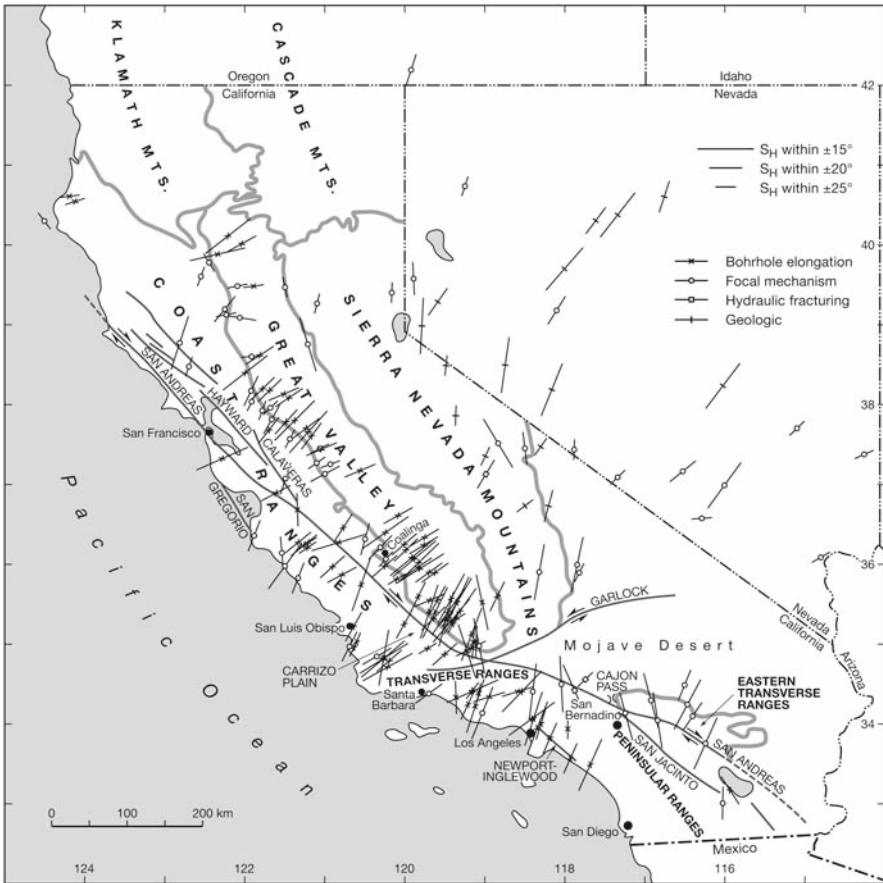 KLAMATH MTS.
CASCADE MTS.
Oregon
California
Idaho
Nevada
42
S_H within ±15°
S_H within ±20°
S_H within ±25°
40
Bohrhole elongation
Focal mechanism
Hydraulic fracturing
Geologic
COAST RANGES
GREAT VALLEY
SIERRA NEVADA MOUNTAINS
SAN ANDREAS
HAYWARD
CALAVERAS
38
San Francisco
SAN GREGORIO
Pacific Ocean
Coalinga
36
GARLOCK
Nevada
California
Arizona
San Luis Obispo
Mojave Desert
CARRIZO
PLAIN
TRANSVERSE RANGES
CAJON
PASS
EASTERN
TRANSVERSE
RANGES
Santa
Barbara
San
Bernadino
34
Los Angeles
SAN ANDREAS
NEWPORT-
INGLEWOOD
SAN JACINTO
PENINSULAR RANGES
0 100 200 km
San Diego
Mexico
124 122 120 118 116